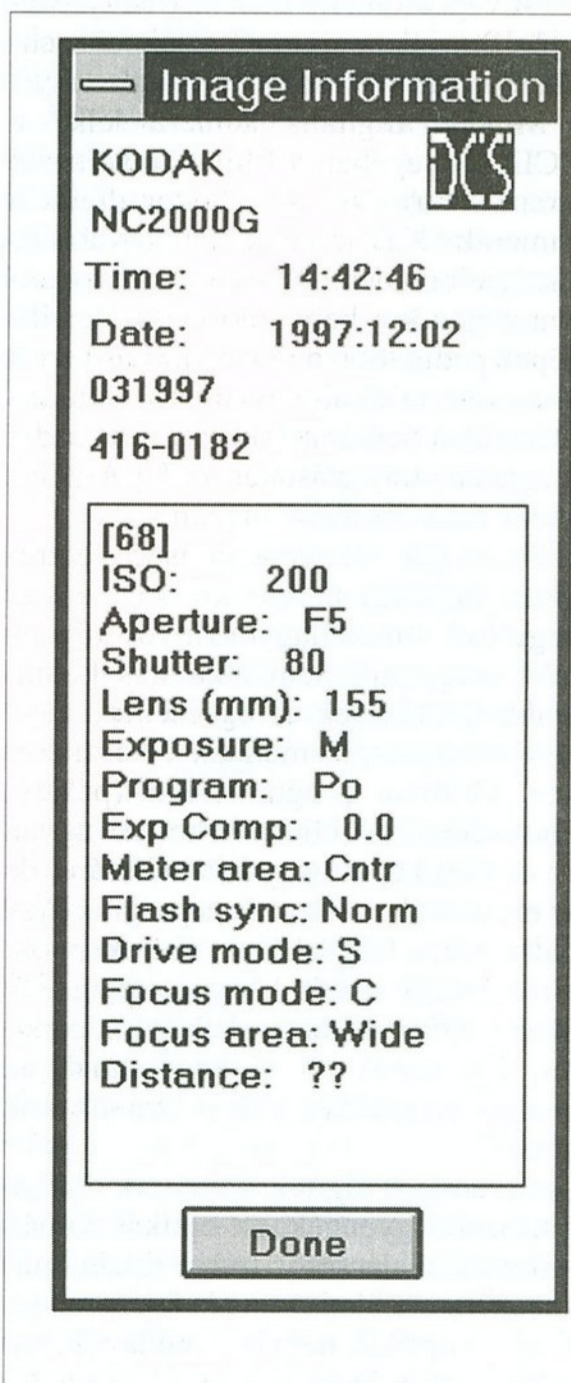 Image Information
DCS
KODAK
NC2000G
Time: 14:42:46
Date: 1997:12:02
031997
416-0182
[68]
ISO: 200
Aperture: F5
Shutter: 80
Lens (mm): 155
Exposure: M
Program: Po
Exp Comp: 0.0
Meter area: Cntr
Flash sync: Norm
Drive mode: S
Focus mode: C
Focus area: Wide
Distance: ??
Done